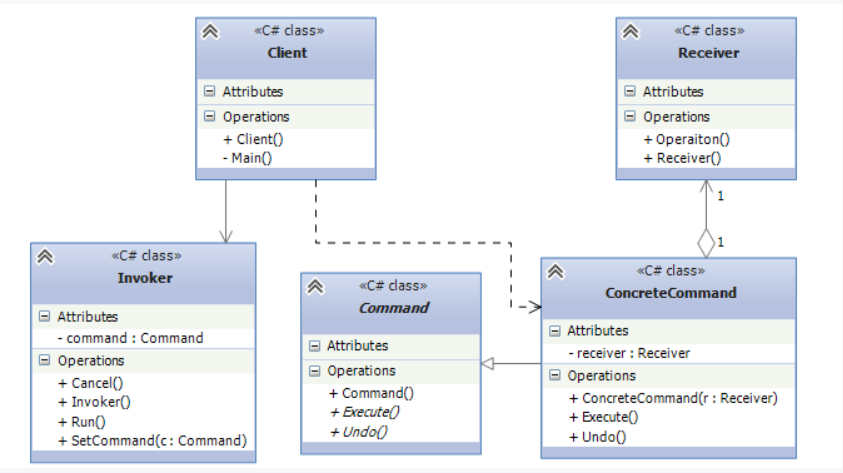 «C# class»
Client
Attributes
Operations
+ Client()
- Main()
«C# class»
Receiver
Attributes
Operations
+ Operaiton()
+ Receiver()
1
1
«C# class»
Invoker
Attributes
- command : Command
Operations
+ Cancel()
+ Invoker()
+ Run()
+ SetCommand(c : Command)
«C# class»
Command
Attributes
Operations
+ Command()
+ Execute()
+ Undo()
«C# class»
ConcreteCommand
Attributes
- receiver : Receiver
Operations
+ ConcreteCommand(r : Receiver)
+ Execute()
+ Undo()